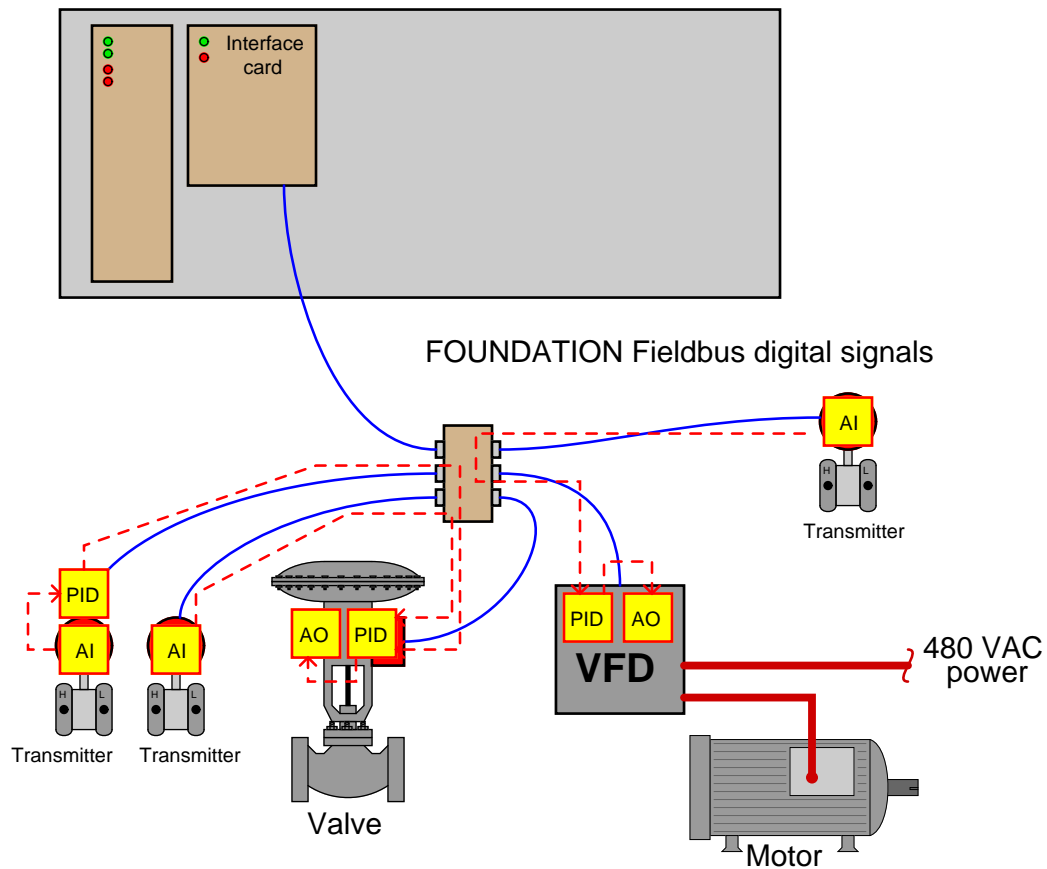 Interface
card
FOUNDATION Fieldbus digital signals
AI
H
L
Transmitter
PID
AI
AI
AO
PID
PID
AO
VFD
480 VAC
power
H
L
H
L
Transmitter
Transmitter
Valve
Motor